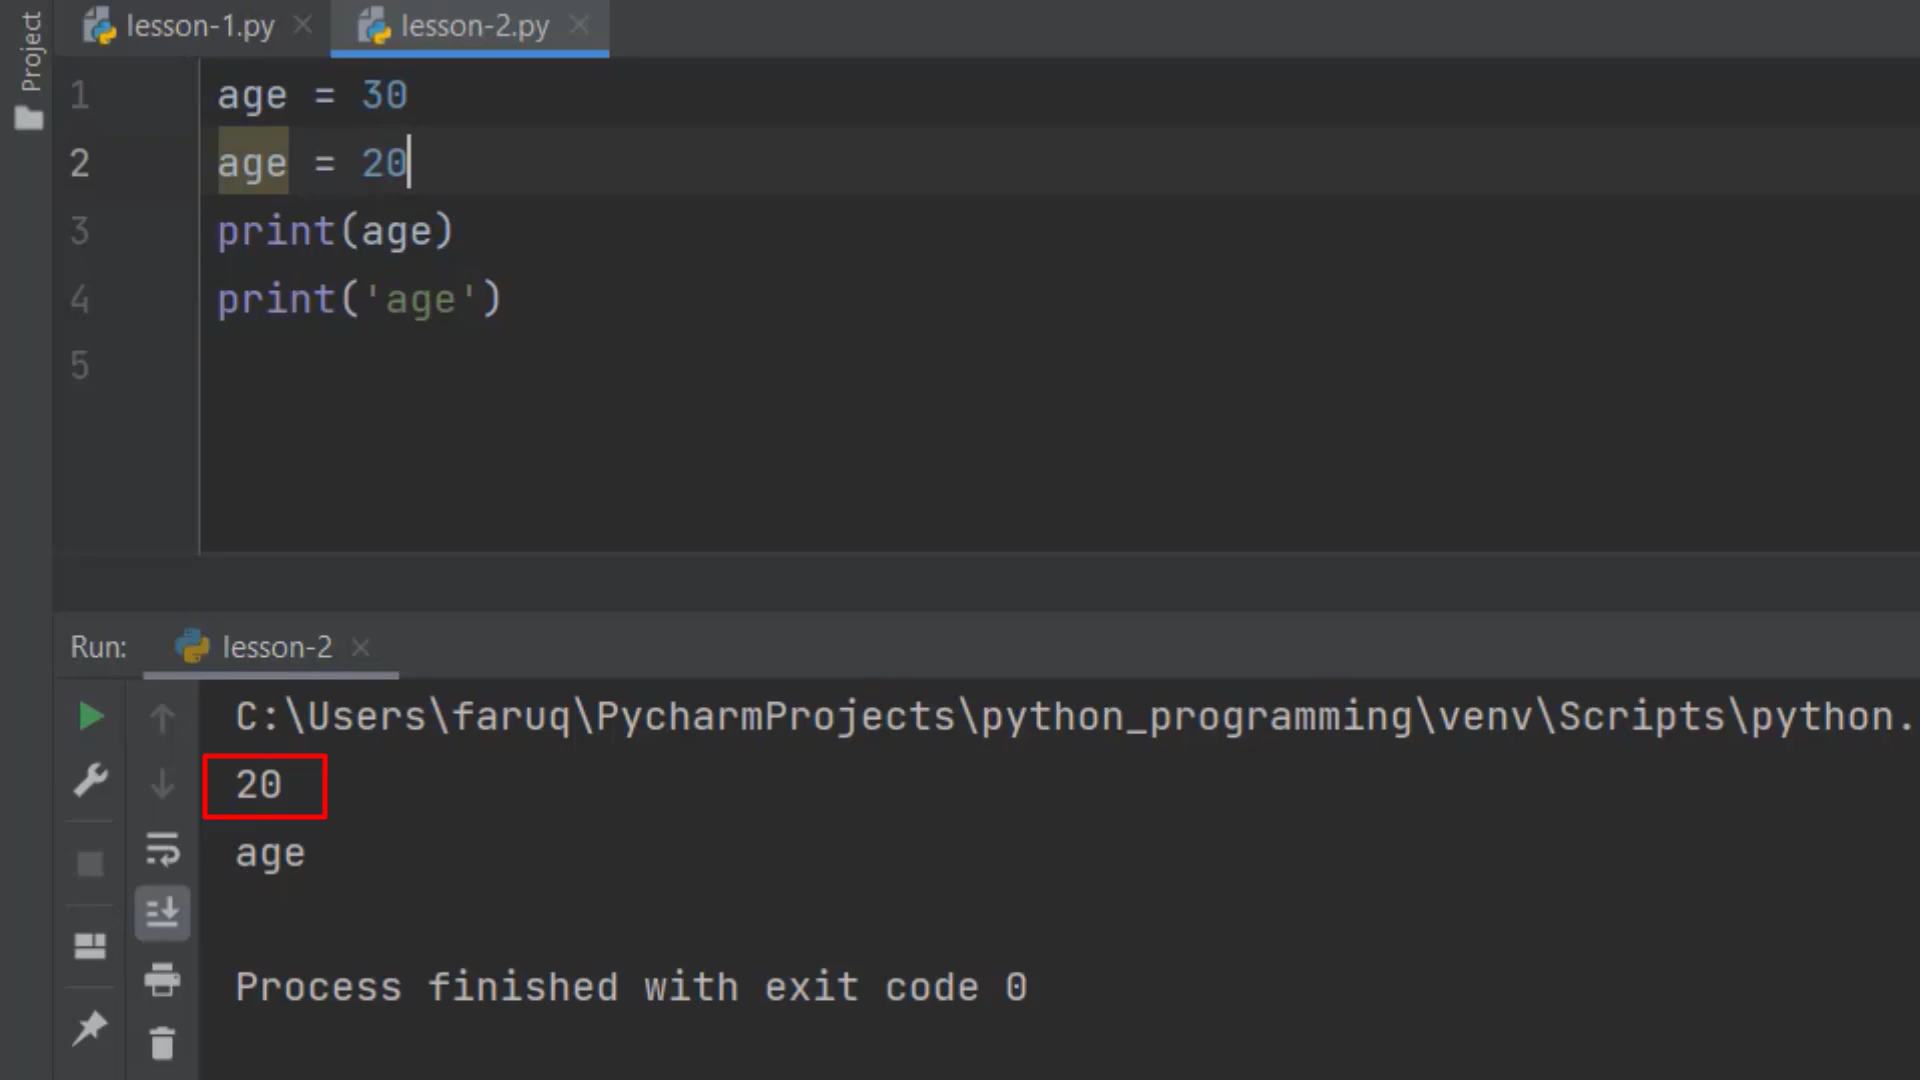 Project
lesson-1.py
lesson-2.py
1 age = 30
2 age = 20
3 print(age)
4 print('age')
5
Run: lesson-2
C:\Users\faruq\PycharmProjects\python_programming\venv\Scripts\python.
20
age
Process finished with exit code 0